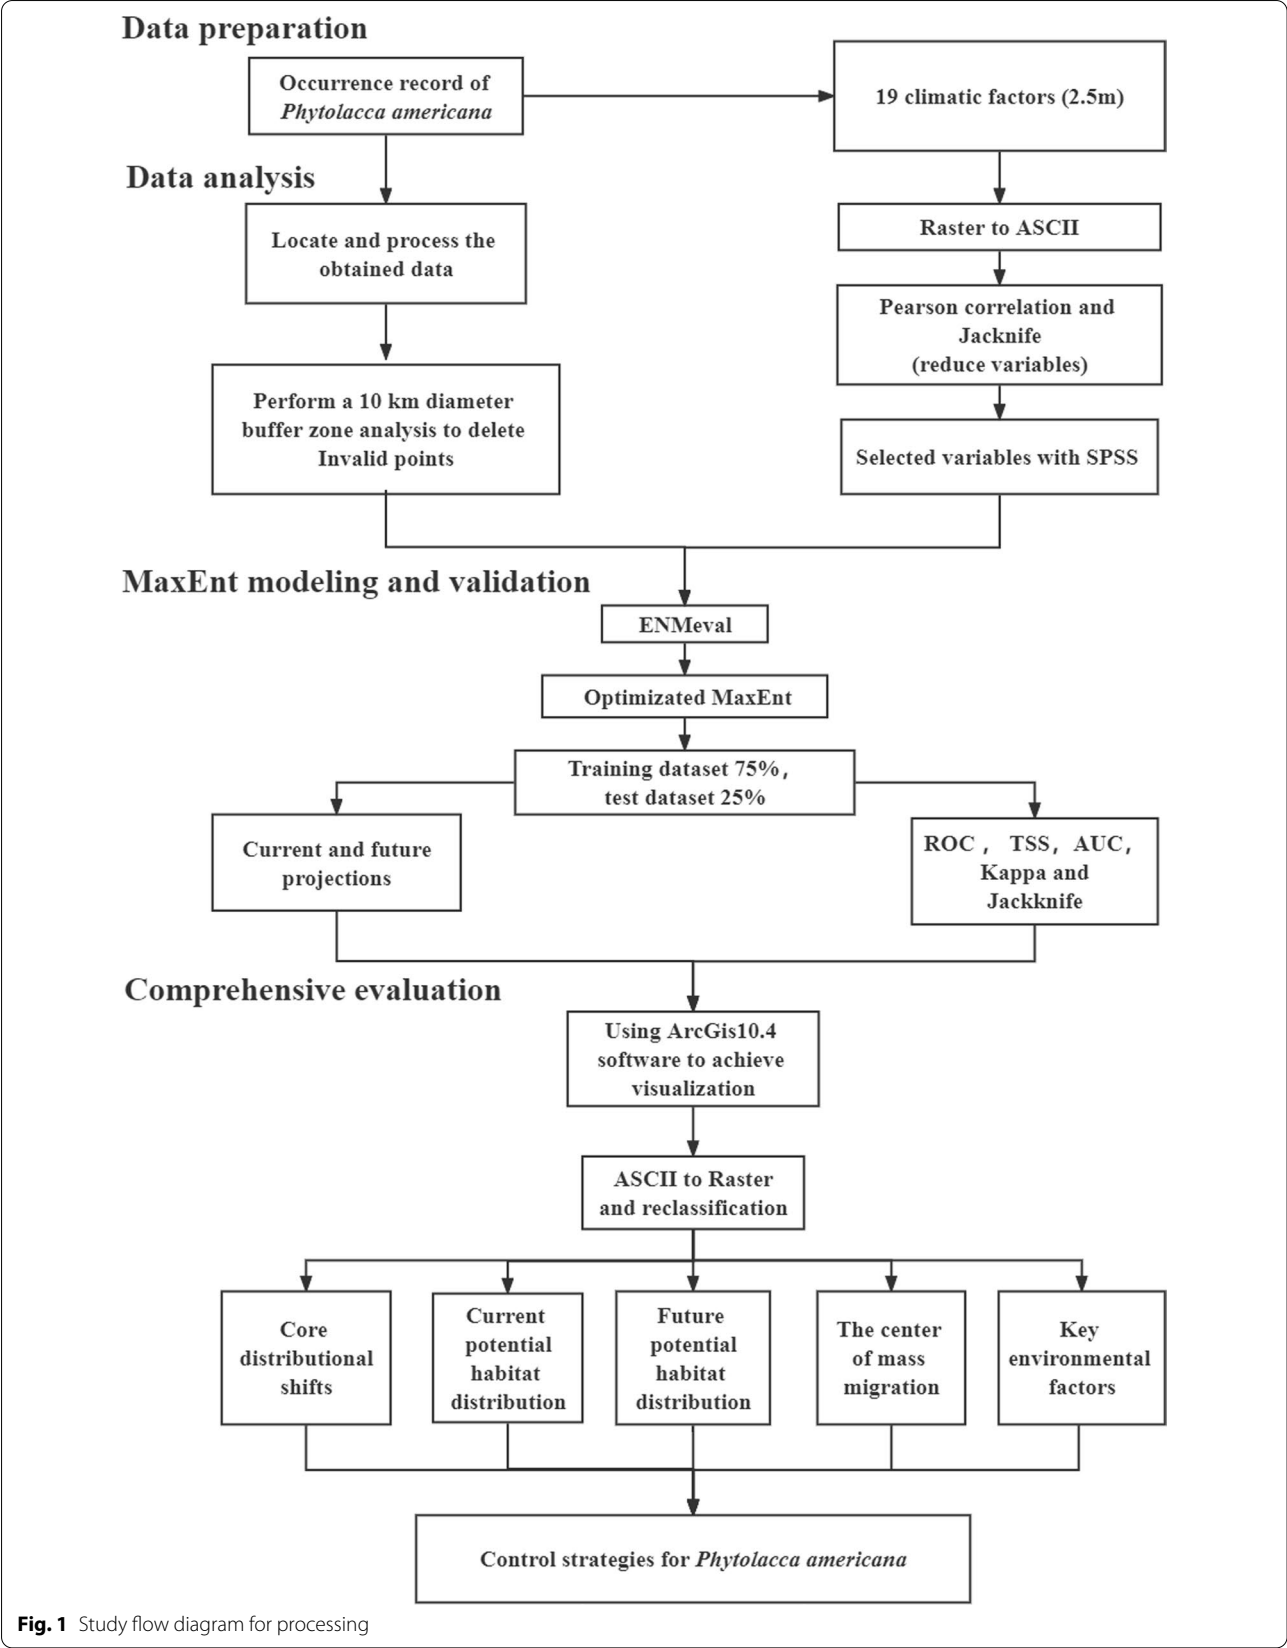 Data preparation
Occurrence record of
Phytolacca americana
19 climatic factors (2.5m)
Data analysis
Locate and process the
obtained data
Raster to ASCII
Pearson correlation and
Jacknife
(reduce variables)
Perform a 10 km diameter
buffer zone analysis to delete
Invalid points
Selected variables with SPSS
MaxEnt modeling and validation
ENMeval
Optimizated MaxEnt
Training dataset 75%,
test dataset 25%
Current and future
projections
ROC , TSS, AUC,
Kappa and
Jackknife
Comprehensive evaluation
Using ArcGis10.4
software to achieve
visualization
ASCII to Raster
and reclassification
Core
distributional
shifts
Current
potential
habitat
distribution
Future
potential
habitat
distribution
The center
of mass
migration
Key
environmental
factors
Control strategies for Phytolacca americana
Fig. 1 Study flow diagram for processing